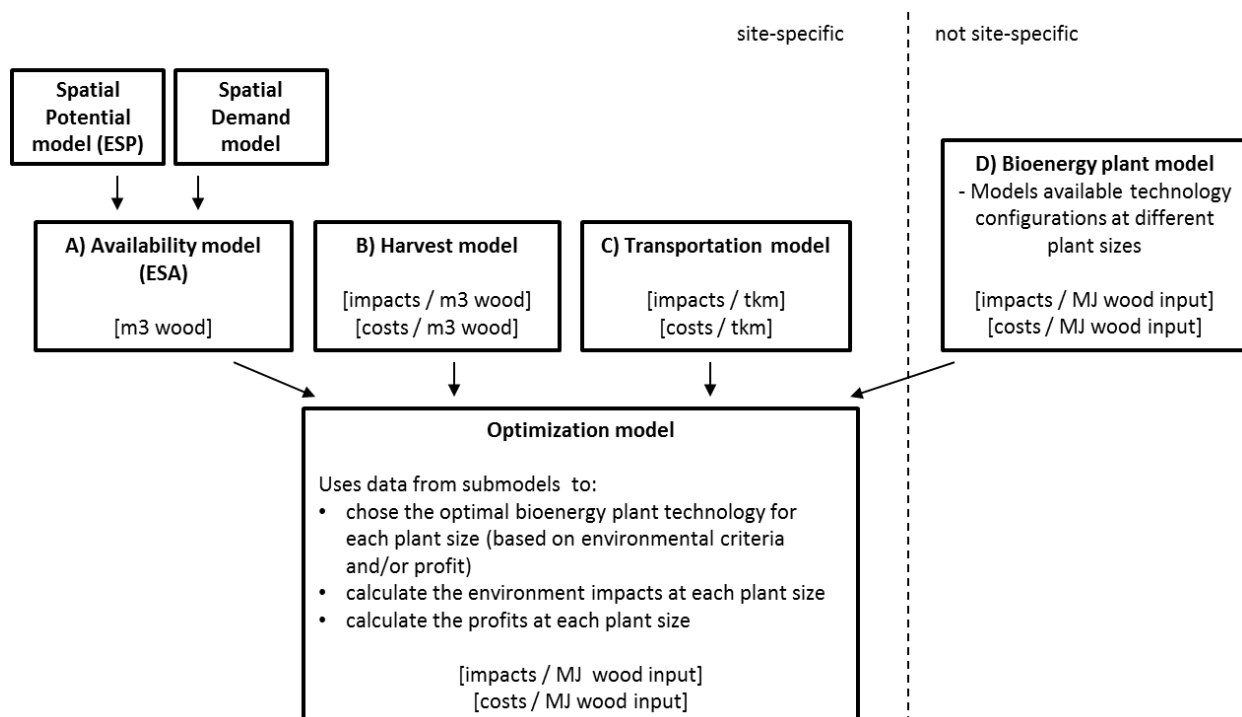 site-specific
not site-specific
Spatial
Potential
model (ESP)
Spatial
Demand
model
D) Bioenergy plant model
- Models available technology
configurations at different
plant sizes
[impacts / MJ wood input]
[costs / MJ wood input]
A) Availability model
(ESA)
[m3 wood]
B) Harvest model
[impacts / m3 wood]
[costs / m3 wood]
C) Transportation model
[impacts / tkm]
[costs / tkm]
Optimization model
Uses data from submodels to:
• chose the optimal bioenergy plant technology for
each plant size (based on environmental criteria
and/or profit)
• calculate the environment impacts at each plant size
• calculate the profits at each plant size
[impacts / MJ wood input]
[costs / MJ wood input]